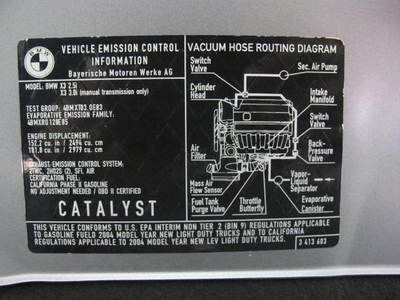 BMW
VEHICLE EMISSION CONTROL
INFORMATION
Bayerische Motoren Werke AG
MODEL: BMW X3 2.5i
X3 3.0i (manual transmission only)
TEST GROUP: 4BMXT03.0E83
EVAPORATIVE EMISSION FAMILY:
4BMXR0120E85
ENGINE DISPLACEMENT:
152.2 cu. in / 2494 cu. cm
181.8 cu. in / 2979 cu. cm
EXHAUST EMISSION CONTROL SYSTEM:
2TWC, 2HO2S (2), SFI, AIR
CERTIFICATION FUEL:
CALIFORNIA PHASE II GASOLINE
NO ADJUSTMENT NEEDED / OBD II CERTIFIED
CATALYST
VACUUM HOSE ROUTING DIAGRAM
Switch
Valve
Sec. Air Pump
Cylinder
Head
Intake
Manifold
Switch
Valve
Air
Filter
Mass Air
Flow Sensor
Vapor-
Liquid
Separator
Fuel Tank
Purge Valve
Throttle
Butterfly
Evaporative
Canister
THIS VEHICLE CONFORMS TO U.S. EPA INTERIM NON TIER 2 (BIN 9) REGULATIONS APPLICABLE
TO GASOLINE FUELD 2004 MODEL YEAR NEW LIGHT DUTY TRUCKS AND TO CALIFORNIA
REGULATIONS APPLICABLE TO 2004 MODEL YEAR NEW LEV LIGHT DUTY TRUCKS.
3 413 603